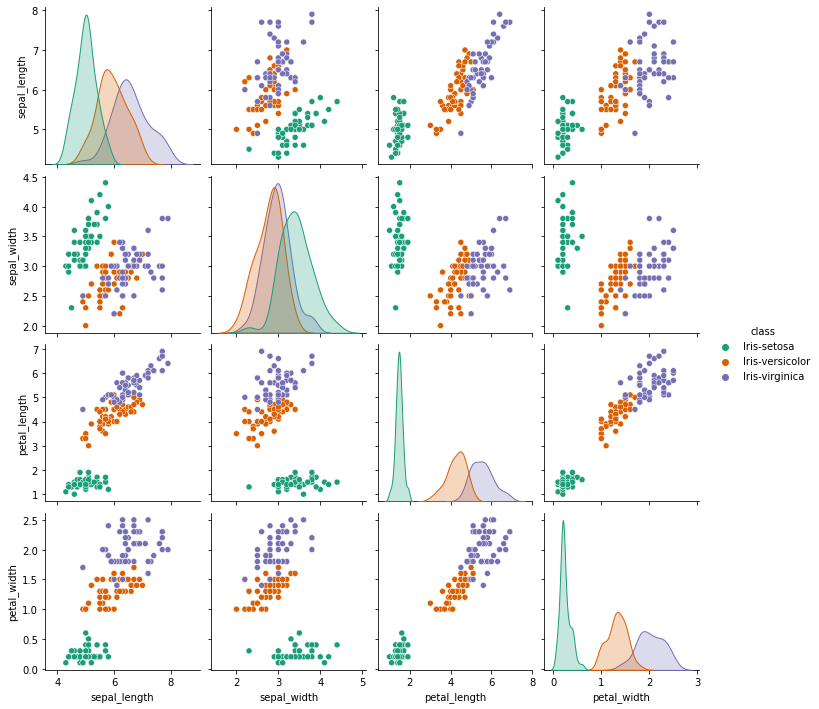 sepal_length
8
7
6
5
sepal_width
4.5
4.0
3.5
3.0
2.5
2.0
petal_length
7
6
5
4
3
2
1
petal_width
2.5
2.0
1.5
1.0
0.5
0.0
4 6 8
sepal_length
2 3 4 5
sepal_width
2 4 6 8
petal_length
0 1 2 3
petal_width
class
Iris-setosa
Iris-versicolor
Iris-virginica